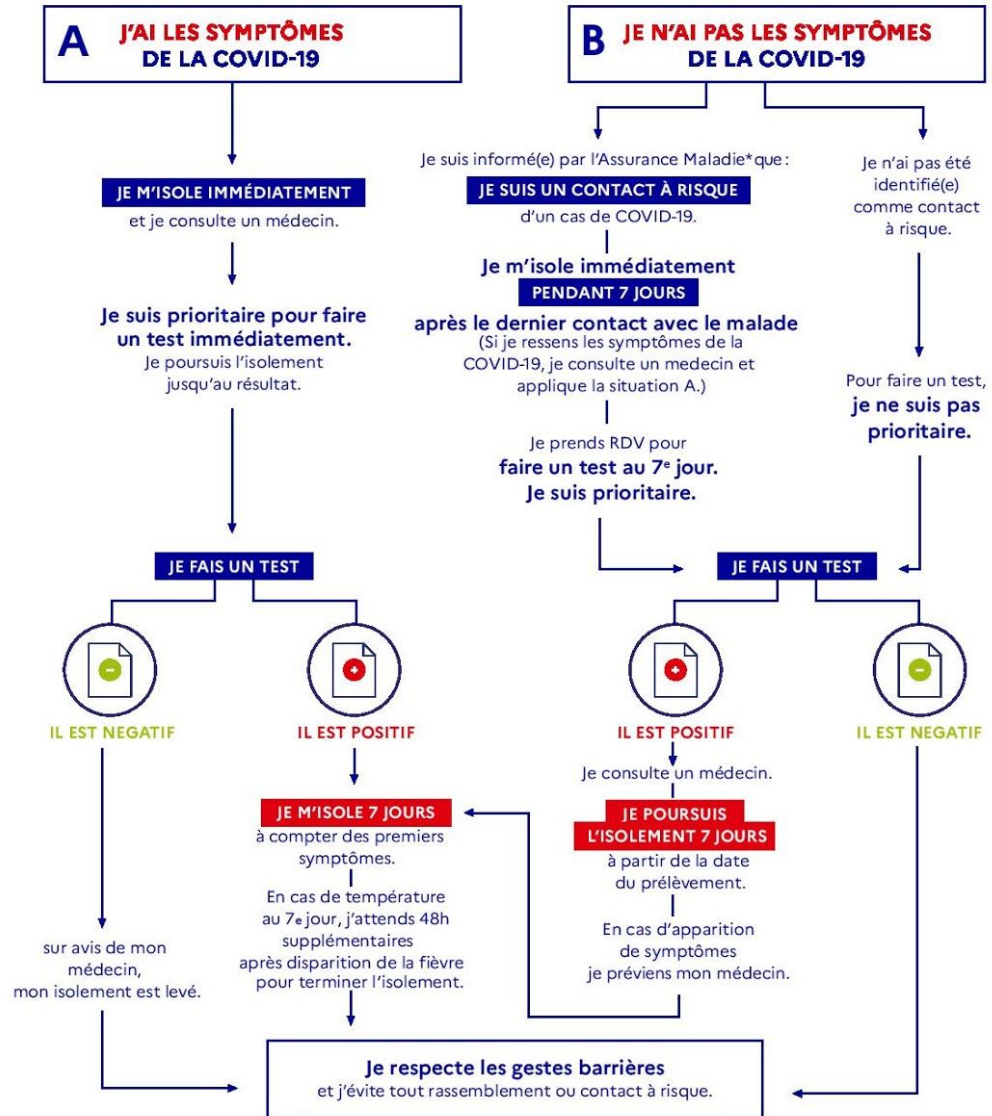 A
J'AI LES SYMPTÔMES
DE LA COVID-19
JE M'ISOLE IMMÉDIATEMENT
et je consulte un médecin.
Je suis prioritaire pour faire
un test immédiatement.
Je poursuis l'isolement
jusqu'au résultat.
JE FAIS UN TEST
IL EST NEGATIF
sur avis de mon
médecin,
mon isolement est levé.
IL EST POSITIF
JE M'ISOLE 7 JOURS
à compter des premiers
symptômes.
En cas de température
au 7e jour, j'attends 48h
supplémentaires
après disparition de la fièvre
pour terminer l'isolement.
B
JE N'AI PAS LES SYMPTÔMES
DE LA COVID-19
Je suis informé(e) par l'Assurance Maladie*que :
JE SUIS UN CONTACT À RISQUE
d'un cas de COVID-19.
Je m'isole immédiatement
PENDANT 7 JOURS
après le dernier contact avec le malade
(Si je ressens les symptômes de la
COVID-19, je consulte un medecin et
applique la situation A.)
Je prends RDV pour
faire un test au 7e jour.
Je suis prioritaire.
Je n'ai pas été
identifié(e)
comme contact
à risque.
Pour faire un test,
je ne suis pas
prioritaire.
JE FAIS UN TEST
IL EST POSITIF
Je consulte un médecin.
JE POURSUIS
L'ISOLEMENT 7 JOURS
à partir de la date
du prélèvement.
En cas d'apparition
de symptômes
je préviens mon médecin.
IL EST NEGATIF
Je respecte les gestes barrières
et j'évite tout rassemblement ou contact à risque.